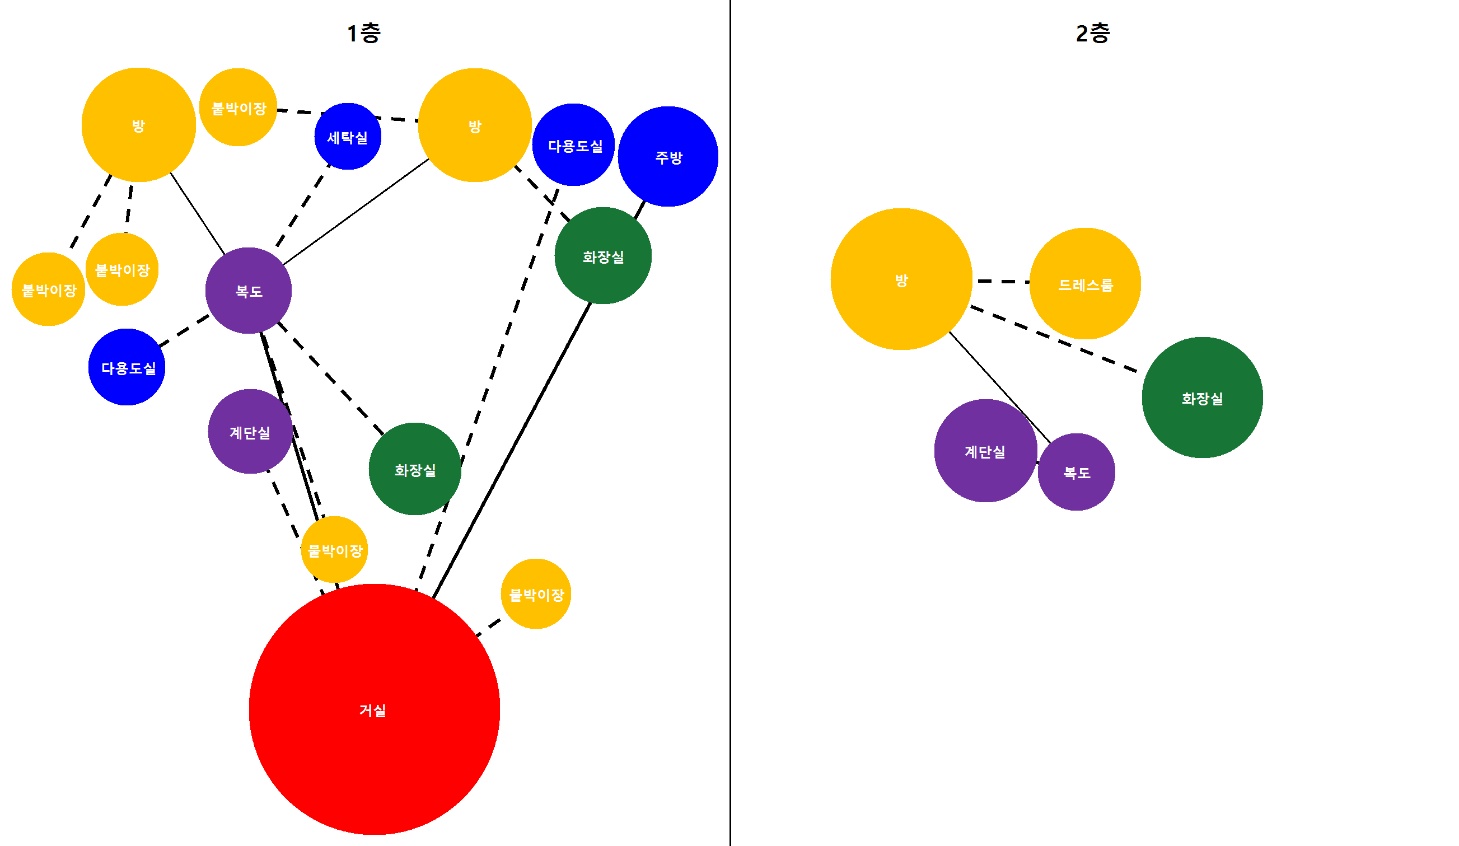 1층
2층
방
붙박이장
세탁실
방
다용도실
주방
화장실
붙박이장
붙박이장
복도
다용도실
계단실
화장실
붙박이장
붙박이장
거실
방
드레스룸
화장실
계단실
복도